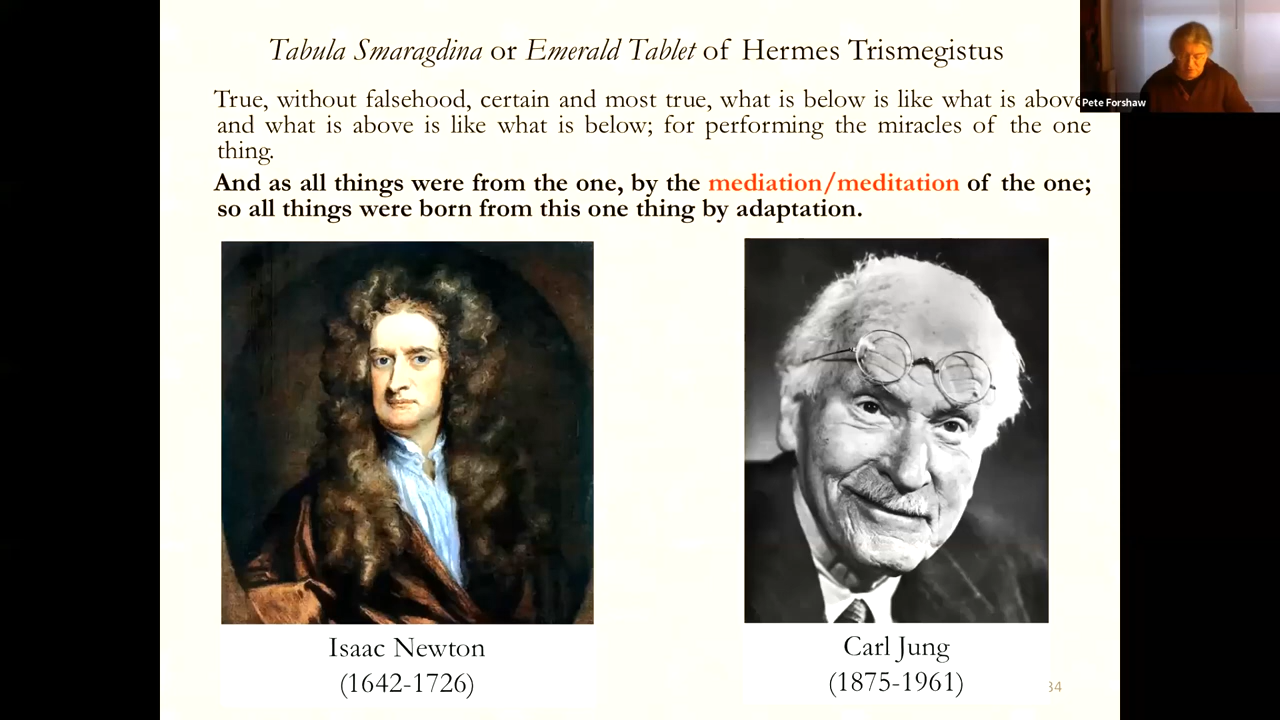 Tabula Smaragdina or Emerald Tablet of Hermes Trismegistus
True, without falsehood, certain and most true, what is below is like what is above
and what is above is like what is below; for performing the miracles of the one
thing.
And as all things were from the one, by the mediation/meditation of the one;
so all things were born from this one thing by adaptation.
Pete Forshaw
Isaac Newton
(1642-1726)
Carl Jung
(1875-1961)
34